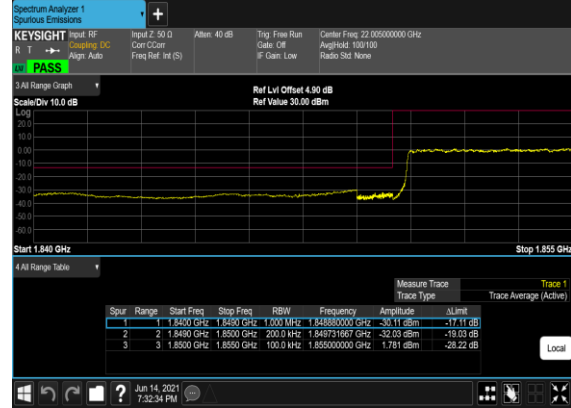 Spectrum Analyzer 1
Spurious Emissions
+
KEYSIGHT Input: RF Input Z: 50 Ω Atten: 40 dB Trig: Free Run Center Freq: 22.005000000 GHz
R T Coupling: DC Corr CCorr Gate: Off Avg|Hold: 100/100
Align: Auto Freq Ref: Int (S) IF Gain: Low Radio Std: None
PASS
3 All Range Graph
Ref Lvl Offset 4.90 dB
Scale/Div 10.0 dB Ref Value 30.00 dBm
Log
20.0
10.0
0.00
-10.0
-20.0
-30.0
-40.0
-50.0
-60.0
Start 1.840 GHz Stop 1.855 GHz
4 All Range Table
Measure Trace Trace 1
Trace Type Trace Average (Active)
Spur Range Start Freq Stop Freq RBW Frequency Amplitude ΔLimit
1 1 1.8400 GHz 1.8490 GHz 1.000 MHz 1.848880000 GHz -30.11 dBm -17.11 dB
2 2 1.8490 GHz 1.8500 GHz 200.0 kHz 1.849731667 GHz -32.03 dBm -19.03 dB
3 3 1.8500 GHz 1.8550 GHz 100.0 kHz 1.855000000 GHz 1.781 dBm -28.22 dB
Local
? Jun 14, 2021
7:32:34 PM